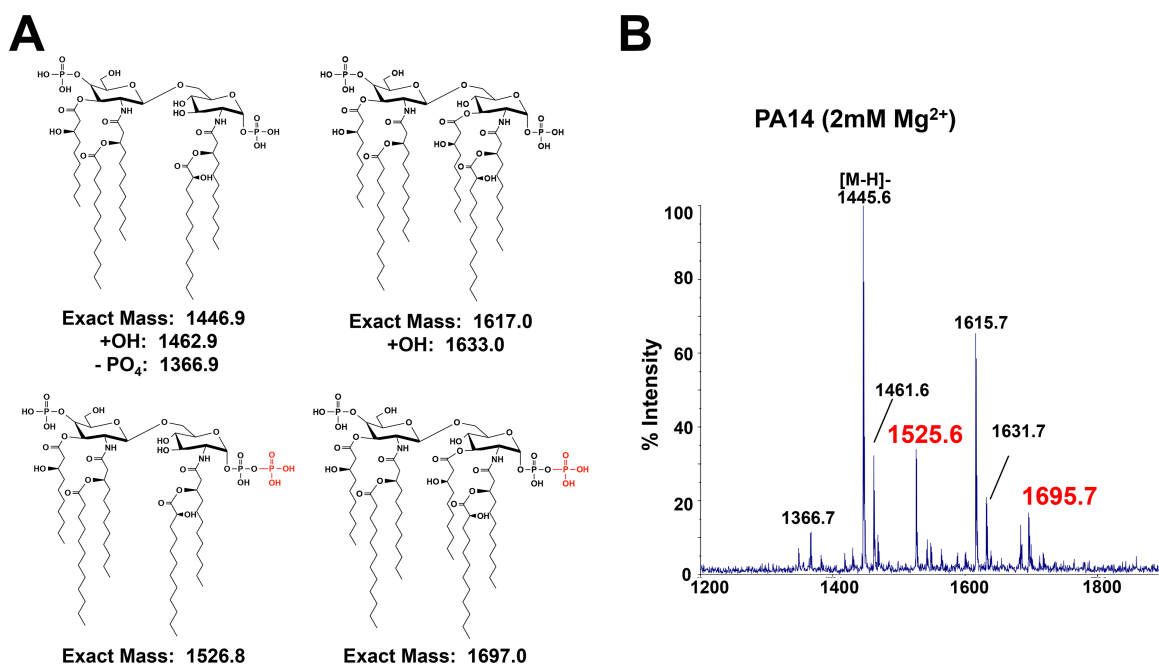 A
B
Exact Mass: 1446.9
+OH: 1462.9
- PO4: 1366.9
Exact Mass: 1617.0
+OH: 1633.0
Exact Mass: 1526.8
Exact Mass: 1697.0
PA14 (2mM Mg²⁺)
[M-H]-
1445.6
1615.7
1461.6
1525.6
1631.7
1695.7
1366.7
% Intensity
100
80
60
40
20
0
1200
1400
1600
1800